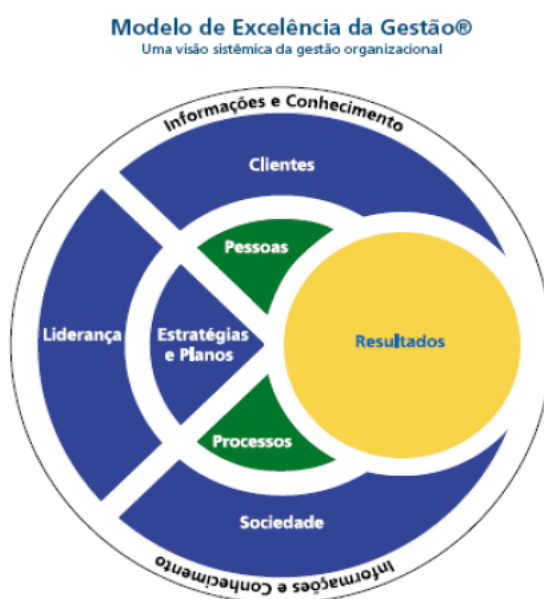 Modelo de Excelência da Gestão®
Uma visão sistêmica da gestão organizacional
Informações e Conhecimento
Clientes
Pessoas
Liderança
Estratégias
e Planos
Resultados
Processos
Sociedade
Informações e Conhecimento